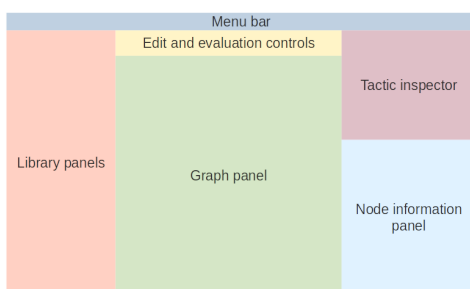 Menu bar
Edit and evaluation controls
Tactic inspector
Library panels
Graph panel
Node information
panel